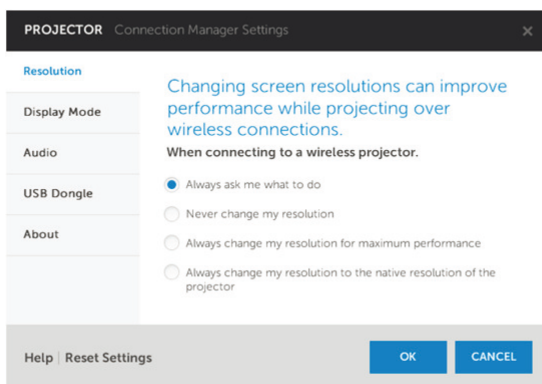 PROJECTOR Connection Manager Settings
Resolution
Display Mode
Audio
USB Dongle
About
Changing screen resolutions can improve
performance while projecting over
wireless connections.
When connecting to a wireless projector.
Always ask me what to do
Never change my resolution
Always change my resolution for maximum performance
Always change my resolution to the native resolution of the
projector
Help | Reset Settings
OK
CANCEL